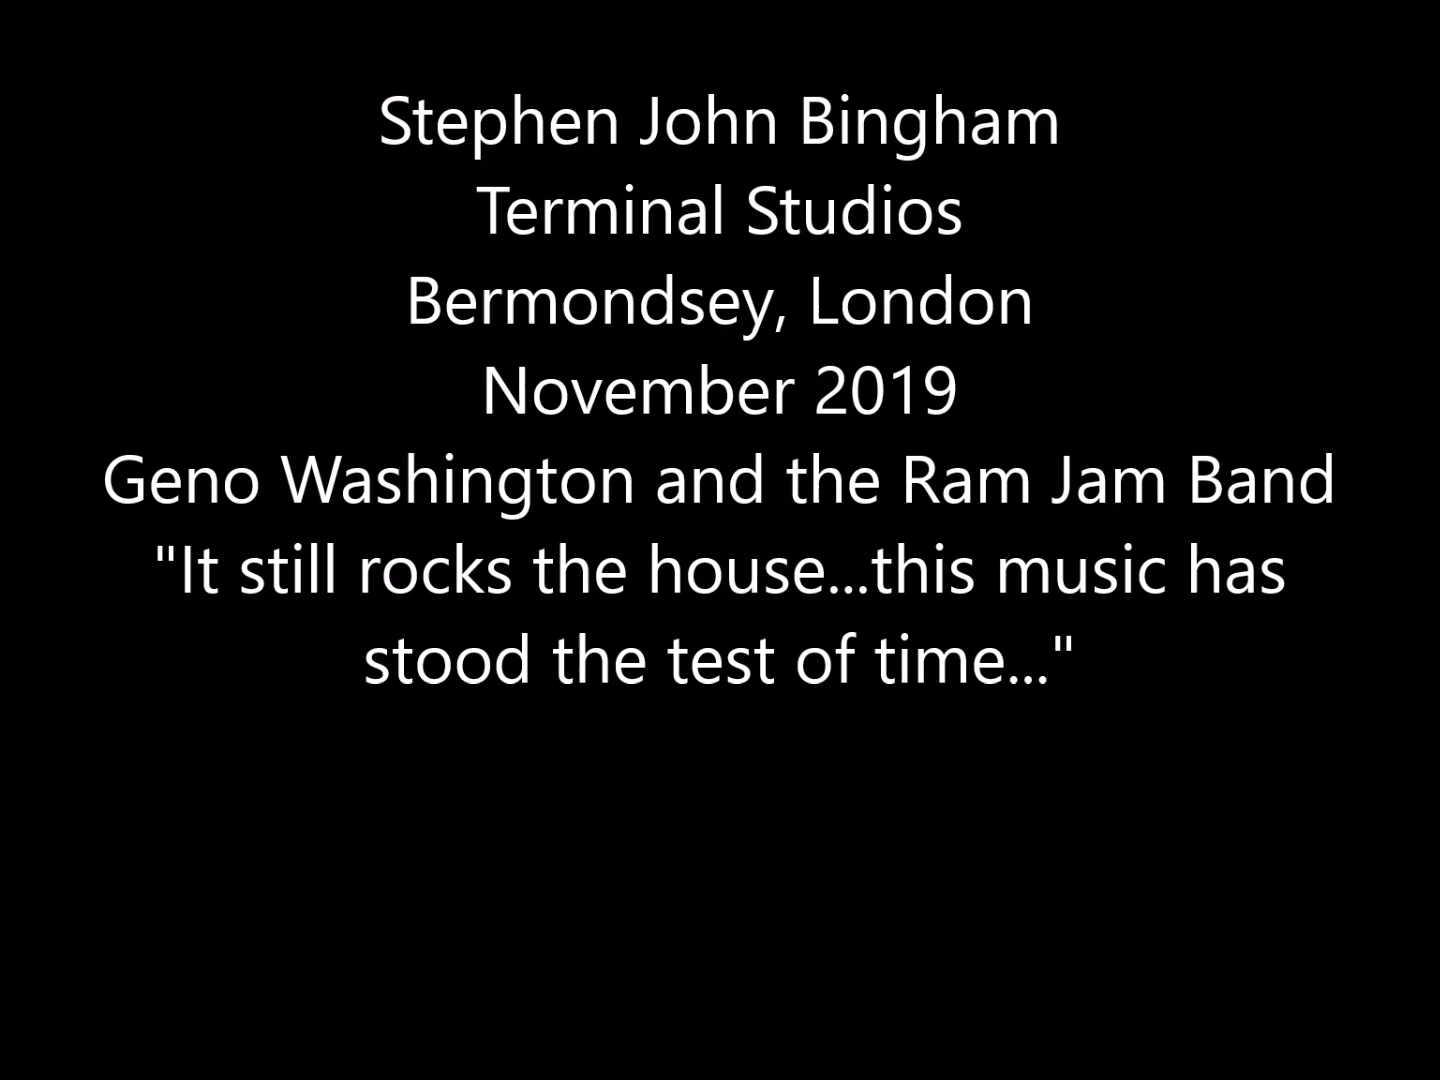 Stephen John Bingham
Terminal Studios
Bermondsey, London
November 2019
Geno Washington and the Ram Jam Band
"It still rocks the house...this music has
stood the test of time..."